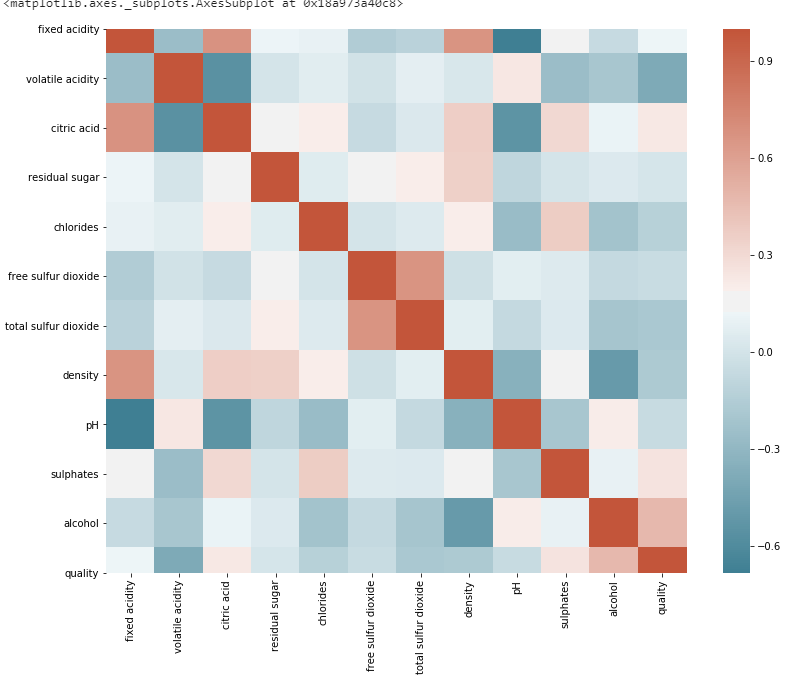 <matplotlib.axes._subplots.AxesSubplot at 0x18a973a40c8>
fixed acidity
volatile acidity
citric acid
residual sugar
chlorides
free sulfur dioxide
total sulfur dioxide
density
pH
sulphates
alcohol
quality
fixed acidity
volatile acidity
citric acid
residual sugar
chlorides
free sulfur dioxide
total sulfur dioxide
density
pH
sulphates
alcohol
quality
0.9
0.6
0.3
0.0
−0.3
−0.6